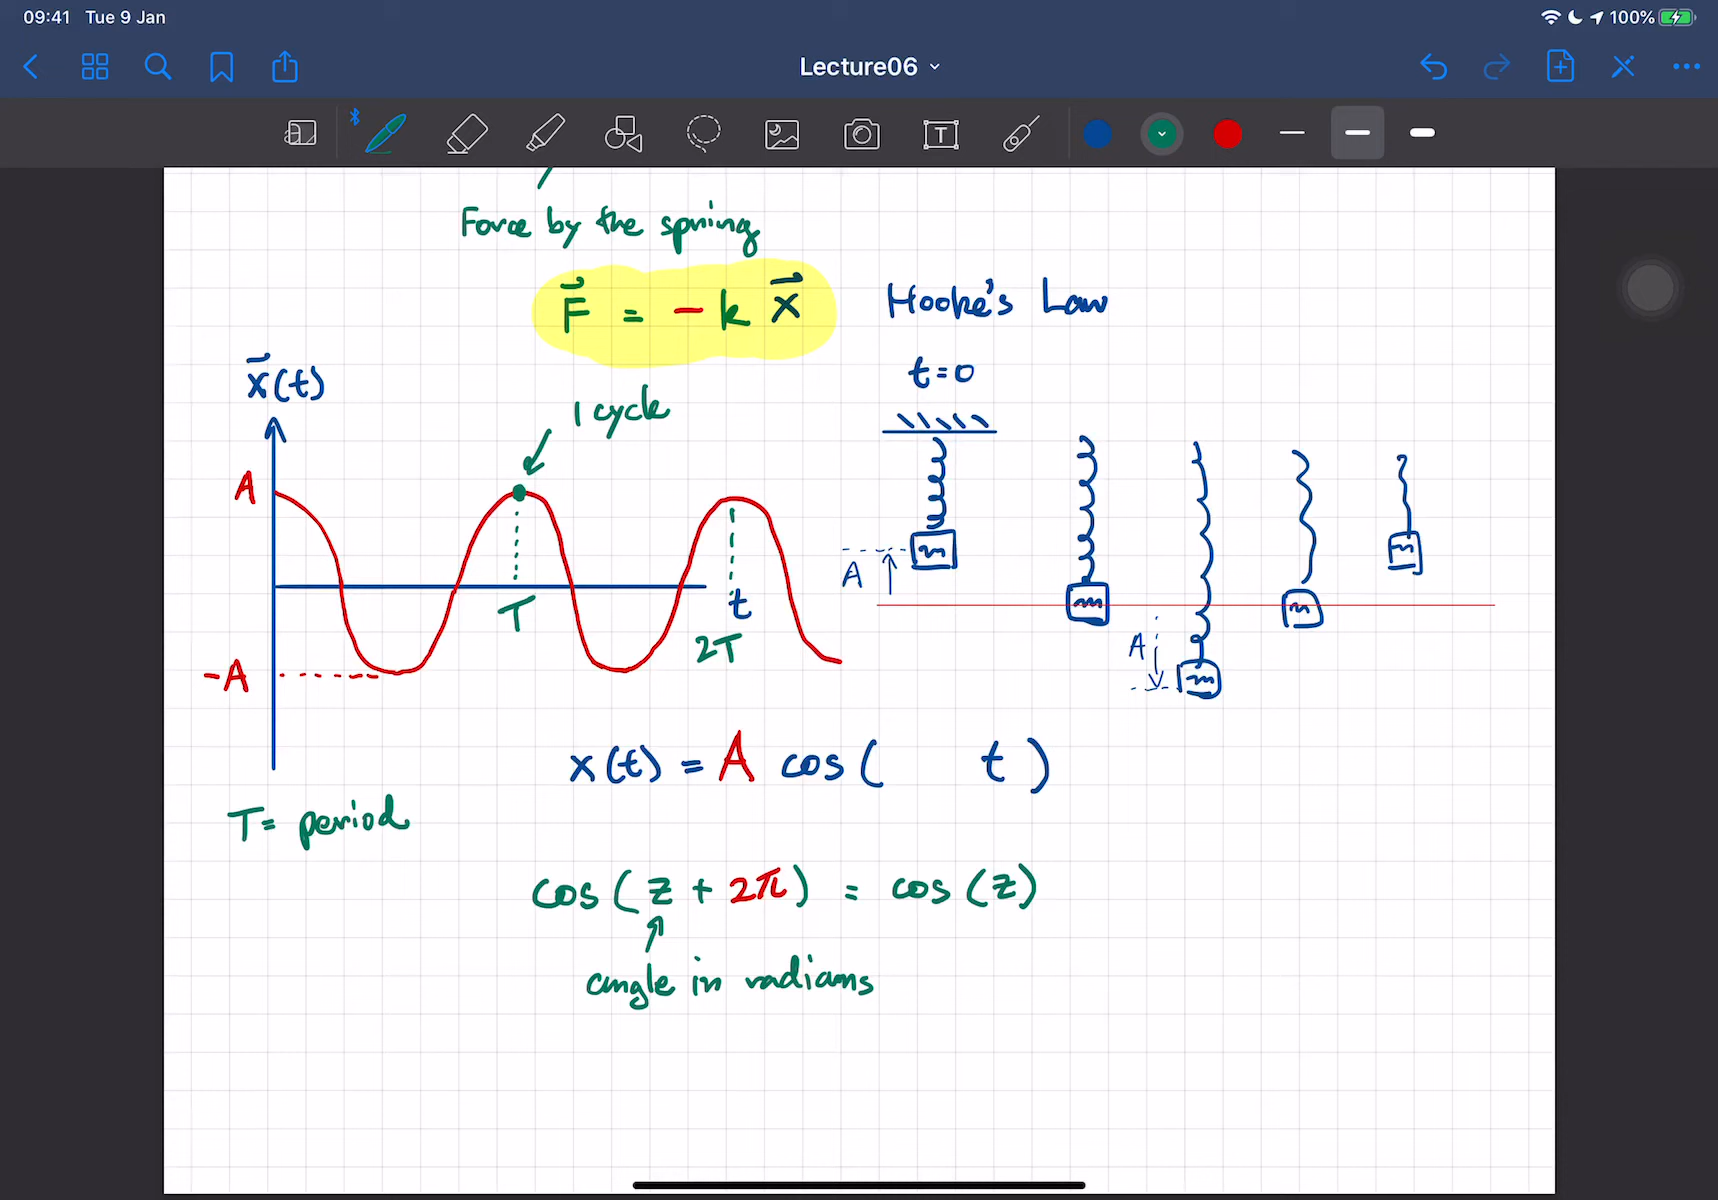 09:41 Tue 9 Jan
100%
Lecture06
T
Force by the spring
F⃗ = -k x⃗ Hooke's Law
t=0
x⃗(t)
1 cycle
A
m m m m m
A
A
T t
2T
-A
x(t) = A cos( t )
T= period
cos(z + 2π) = cos(z)
angle in radians